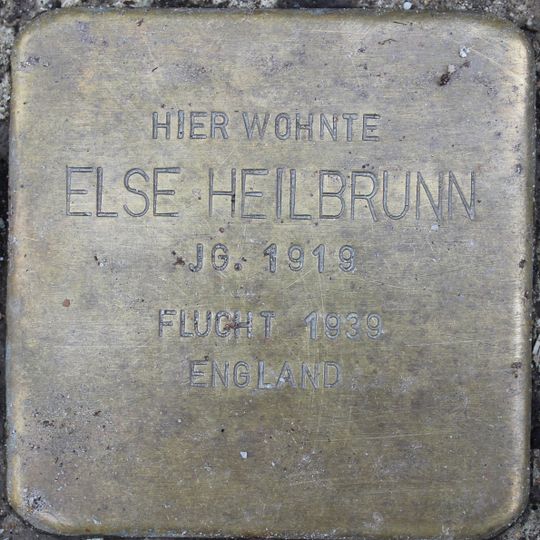 HIER WOHNTE
ELSE HEILBRUNN
JG. 1919
FLUCHT 1939
ENGLAND